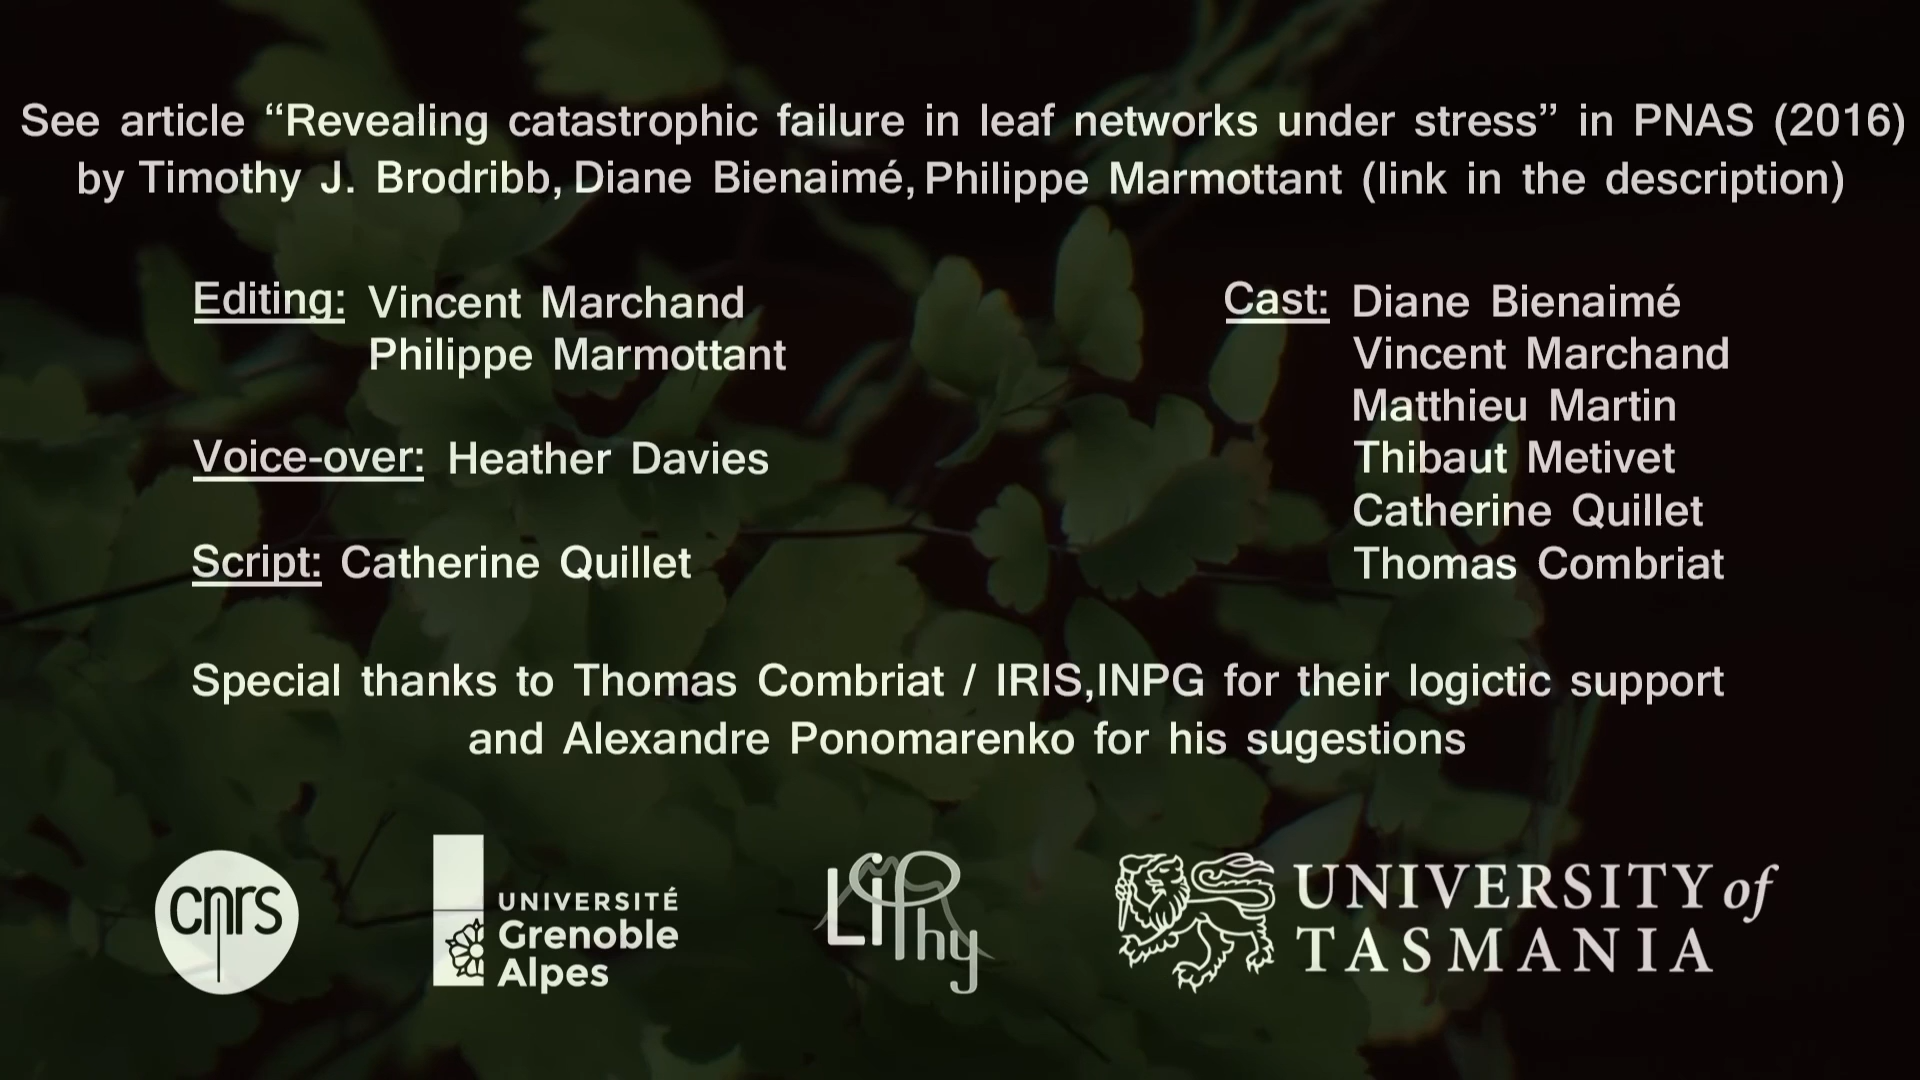 See article “Revealing catastrophic failure in leaf networks under stress” in PNAS (2016)
by Timothy J. Brodribb, Diane Bienaimé, Philippe Marmottant (link in the description)
Editing: Vincent Marchand
Philippe Marmottant
Voice-over: Heather Davies
Script: Catherine Quillet
Cast: Diane Bienaimé
Vincent Marchand
Matthieu Martin
Thibaut Metivet
Catherine Quillet
Thomas Combriat
Special thanks to Thomas Combriat / IRIS,INPG for their logictic support
and Alexandre Ponomarenko for his sugestions
cnrs
UNIVERSITÉ
Grenoble
Alpes
LiPhy
UNIVERSITY of
TASMANIA